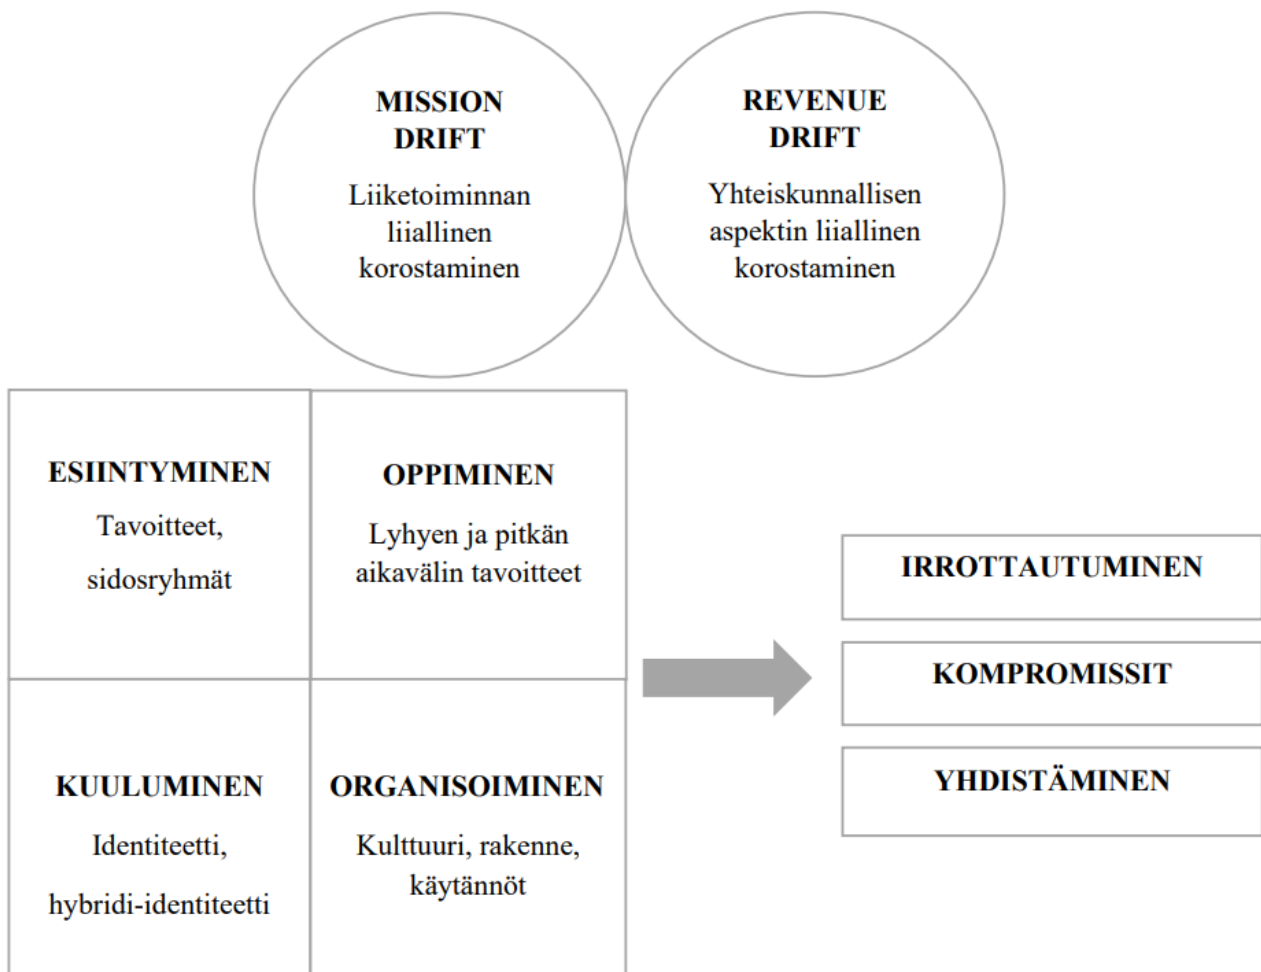 MISSION
DRIFT
Liiketoiminnan
liiallinen
korostaminen
REVENUE
DRIFT
Yhteiskunnallisen
aspektin liiallinen
korostaminen
ESIINTYMINEN
Tavoitteet,
sidosryhmät
OPPIMINEN
Lyhyen ja pitkän
aikavälin tavoitteet
KUULUMINEN
Identiteetti,
hybridi-identiteetti
ORGANISOIMINEN
Kulttuuri, rakenne,
käytännöt
IRROTTAUTUMINEN
KOMPROMISSIT
YHDISTÄMINEN